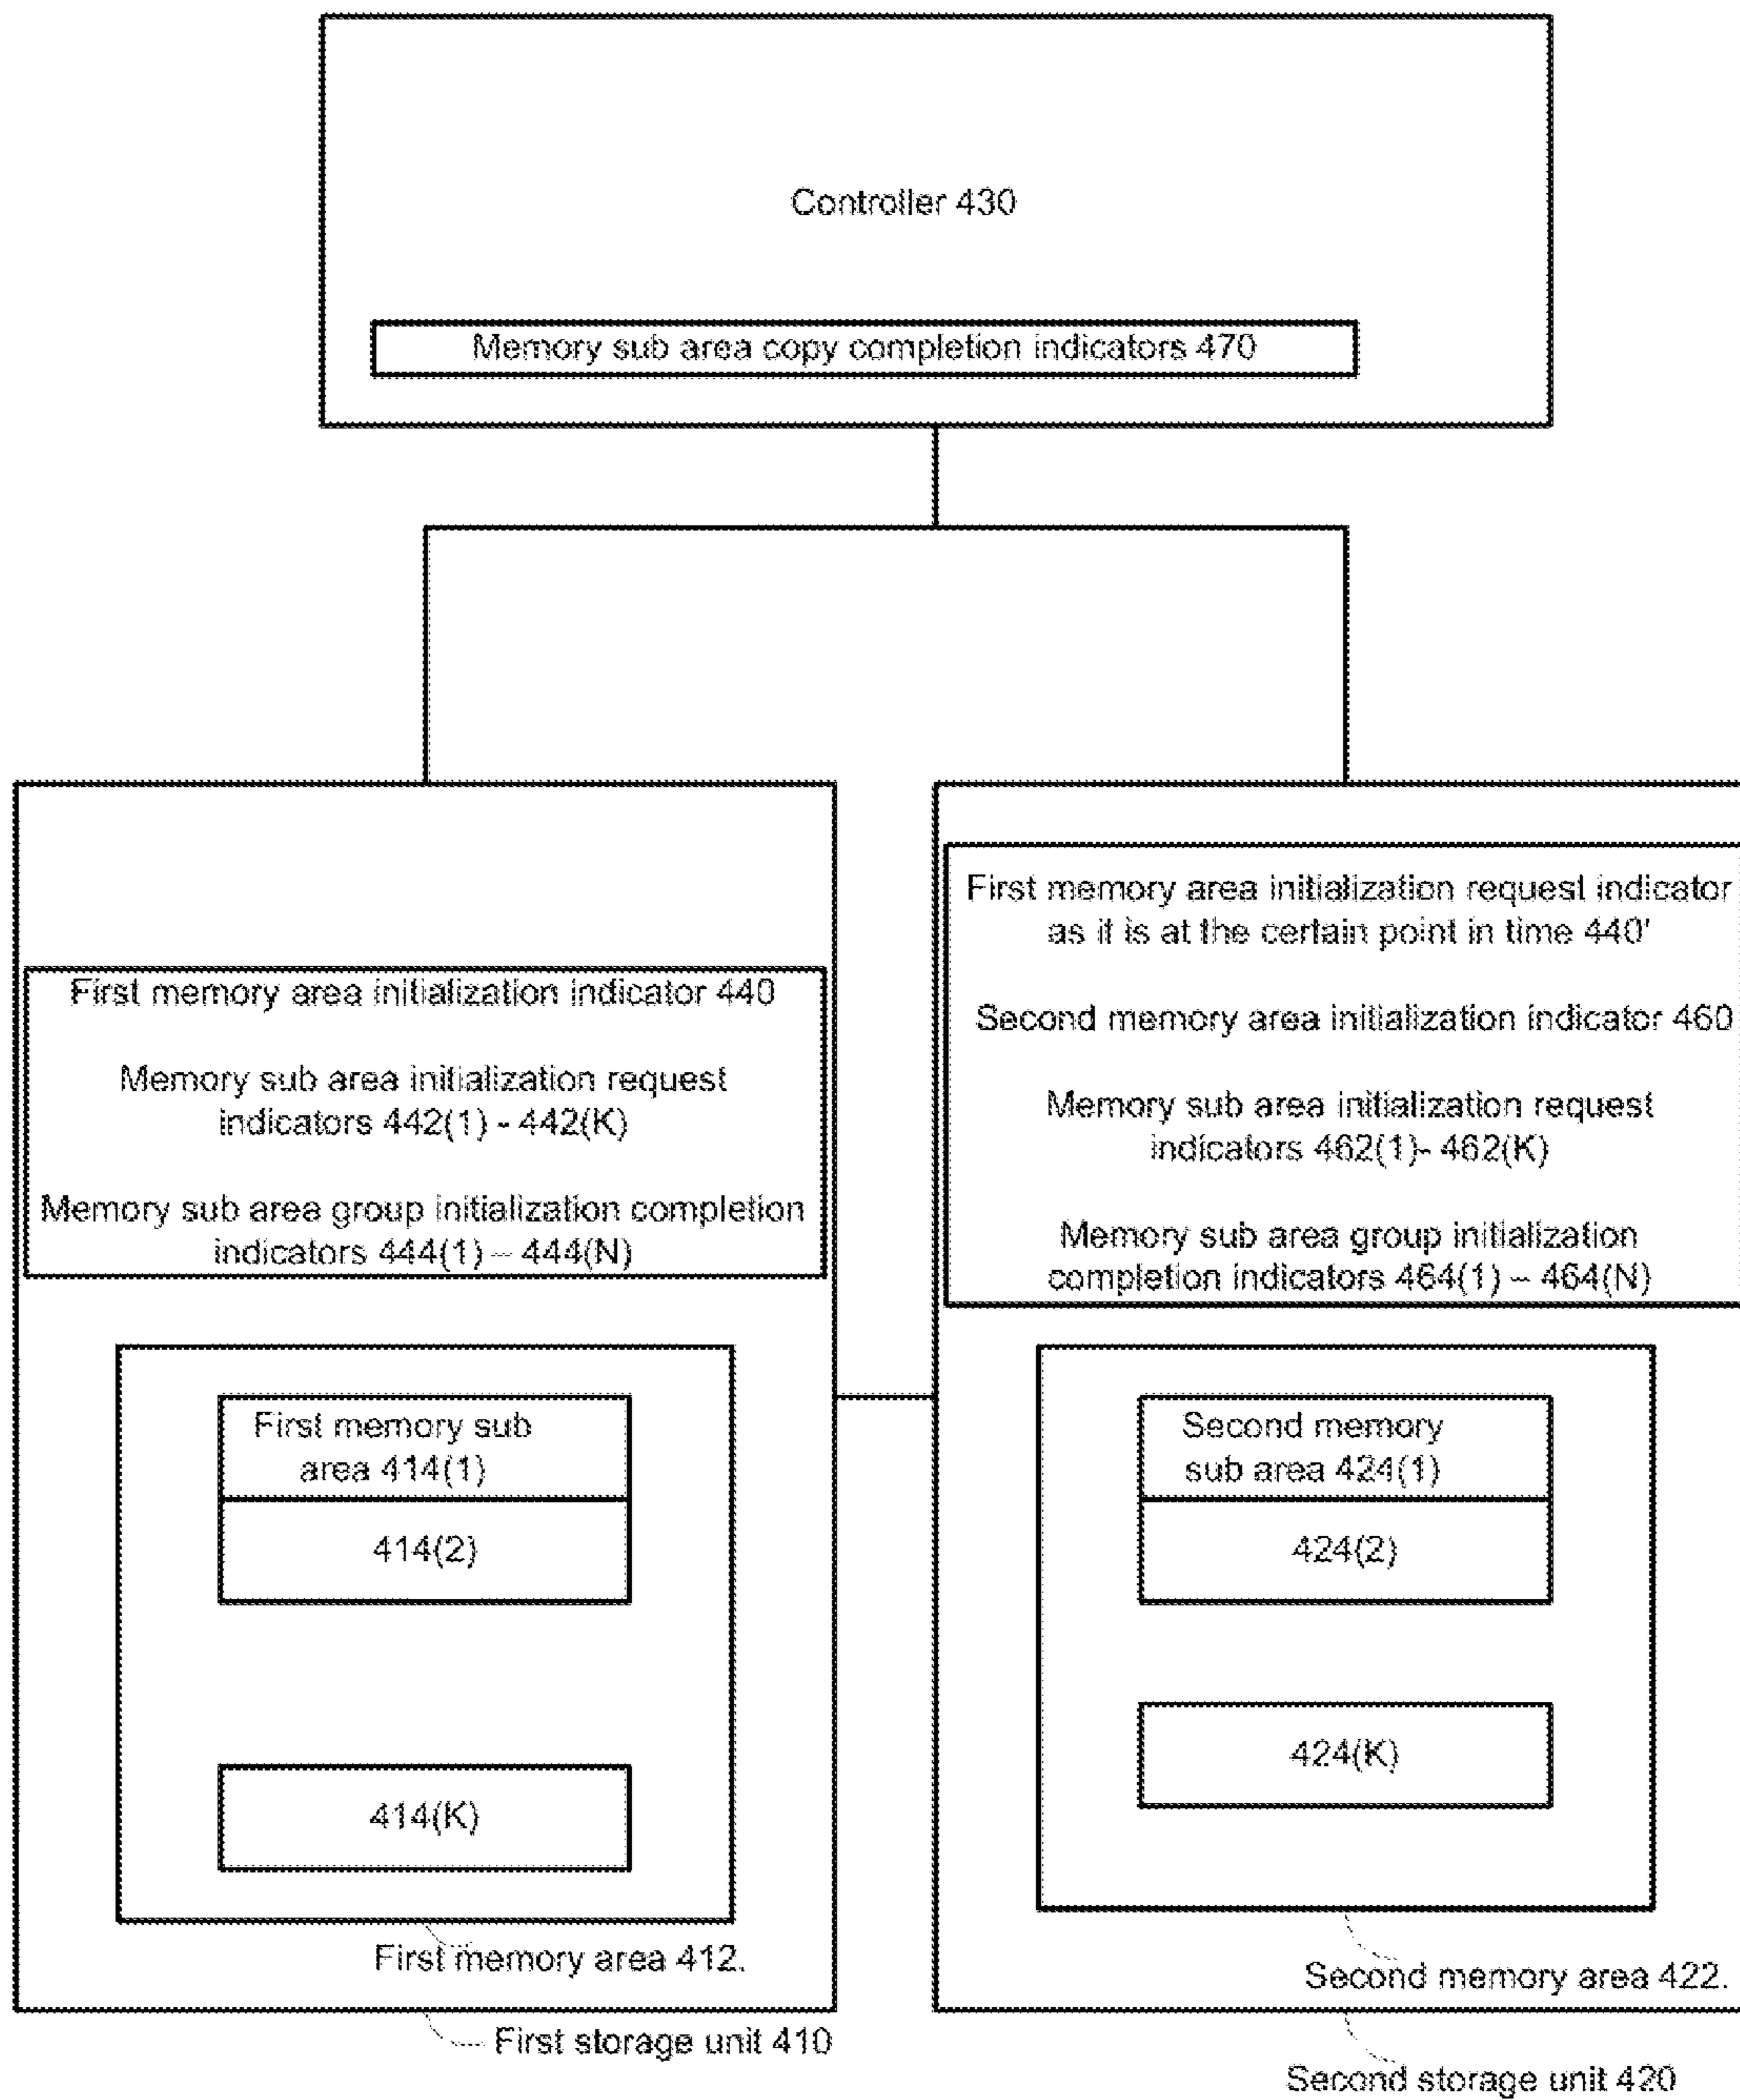 Controller 430
Memory sub area copy completion indicators 470
First memory area initialization indicator 440
Memory sub area initialization request
indicators 442(1) - 442(K)
Memory sub area group initialization completion
indicators 444(1) – 444(N)
First memory sub
area 414(1)
414(2)
414(K)
First memory area 412.
First storage unit 410
First memory area initialization request indicator
as if is at the certain point in time 440'
Second memory area initialization indicator 460
Memory sub area initialization request
indicators 462(1)- 462(K)
Memory sub area group initialization
completion indicators 464(1) – 464(N)
Second memory
sub area 424(1)
424(2)
424(K)
Second memory area 422.
Second storage unit 420